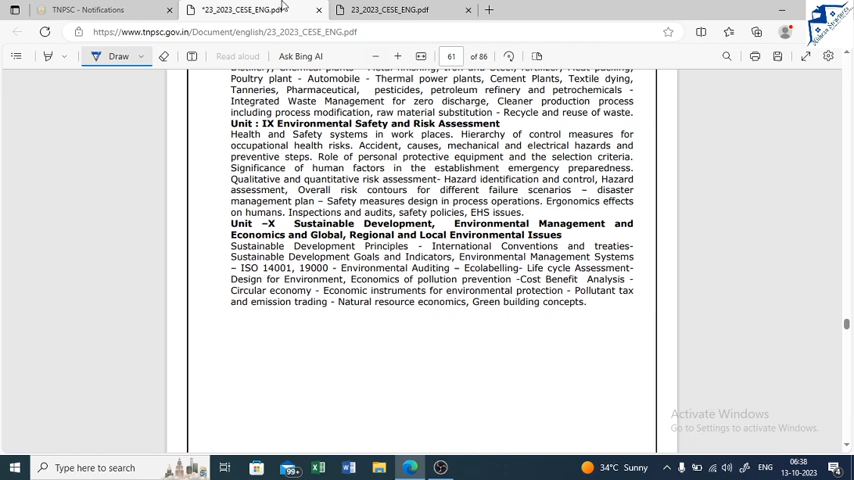 TNPSC - Notifications
*23_2023_CESE_ENG.pdf
23_2023_CESE_ENG.pdf
https://www.tnpsc.gov.in/Document/english/23_2023_CESE_ENG.pdf
Draw
Read aloud
Ask Bing AI
61 of 86
Poultry plant - Automobile - Thermal power plants, Cement Plants, Textile dying,
Tanneries, Pharmaceutical, pesticides, petroleum refinery and petrochemicals -
Integrated Waste Management for zero discharge, Cleaner production process
including process modification, raw material substitution - Recycle and reuse of waste.
Unit : IX Environmental Safety and Risk Assessment
Health and Safety systems in work places. Hierarchy of control measures for
occupational health risks. Accident, causes, mechanical and electrical hazards and
preventive steps. Role of personal protective equipment and the selection criteria.
Significance of human factors in the establishment emergency preparedness.
Qualitative and quantitative risk assessment- Hazard identification and control, Hazard
assessment, Overall risk contours for different failure scenarios – disaster
management plan – Safety measures design in process operations. Ergonomics effects
on humans. Inspections and audits, safety policies, EHS issues.
Unit –X Sustainable Development, Environmental Management and
Economics and Global, Regional and Local Environmental Issues
Sustainable Development Principles - International Conventions and treaties-
Sustainable Development Goals and Indicators, Environmental Management Systems
– ISO 14001, 19000 - Environmental Auditing – Ecolabelling- Life cycle Assessment-
Design for Environment, Economics of pollution prevention -Cost Benefit Analysis -
Circular economy - Economic instruments for environmental protection - Pollutant tax
and emission trading - Natural resource economics, Green building concepts.
Activate Windows
Go to Settings to activate Windows.
Type here to search
99+
34°C Sunny
ENG
06:38
13-10-2023
4